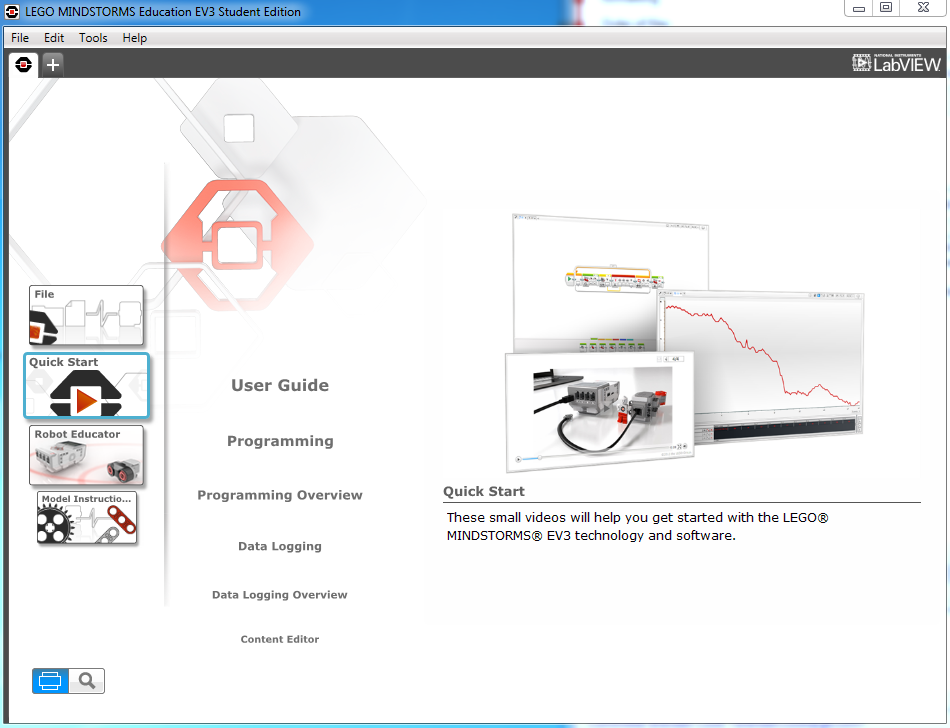 LEGO MINDSTORMS Education EV3 Student Edition
File Edit Tools Help
NATIONAL INSTRUMENTS
LabVIEW
File
Quick Start
Robot Educator
Model Instructio...
User Guide
Programming
Programming Overview
Data Logging
Data Logging Overview
Content Editor
Quick Start
These small videos will help you get started with the LEGO®
MINDSTORMS® EV3 technology and software.